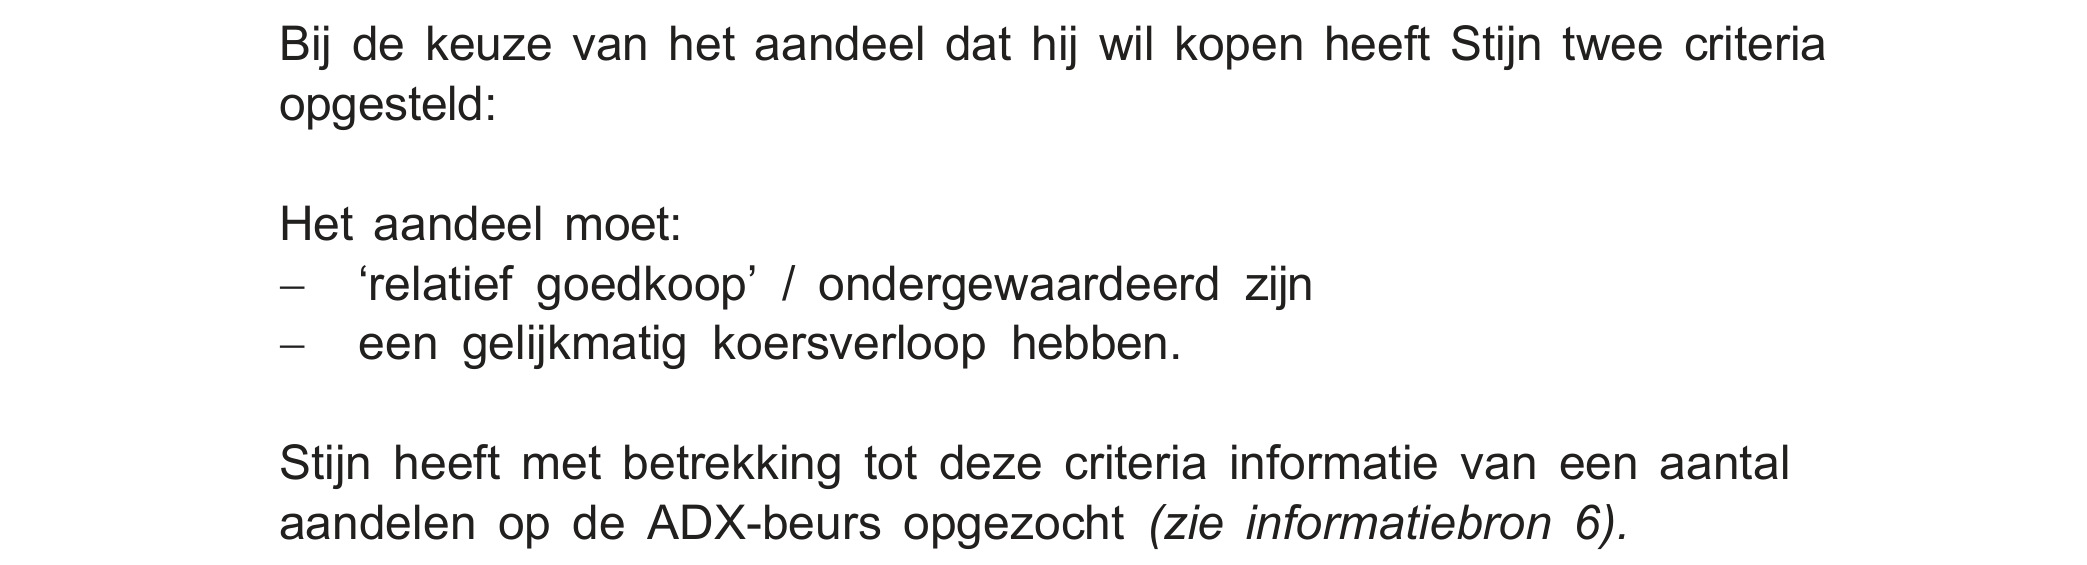 Bij de keuze van het aandeel dat hij wil kopen heeft Stijn twee criteria
opgesteld:
Het aandeel moet:
− ‘relatief goedkoop’ / ondergewaardeerd zijn
− een gelijkmatig koersverloop hebben.
Stijn heeft met betrekking tot deze criteria informatie van een aantal
aandelen op de ADX-beurs opgezocht (zie informatiebron 6).